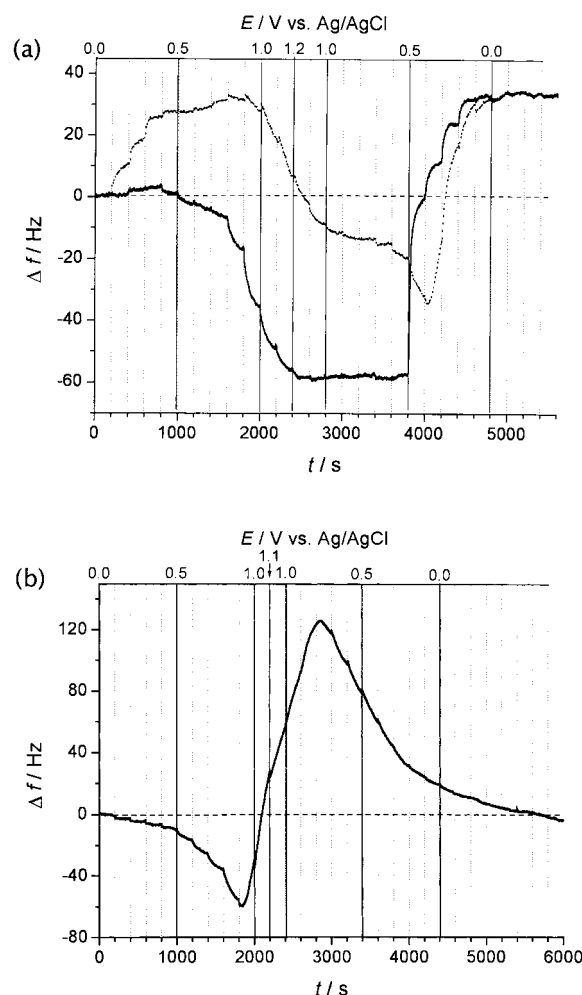 E / V vs. Ag/AgCl
(a)
0.0 0.5 1.0 1.2 1.0 0.5 0.0
40
20
0
-20
-40
-60
Δ f / Hz
0 1000 2000 3000 4000 5000
t / s
E / V vs. Ag/AgCl
1.1
(b)
0.0 0.5 1.0 1.0 0.5 0.0
120
80
40
0
-40
-80
Δ f / Hz
0 1000 2000 3000 4000 5000 6000
t / s